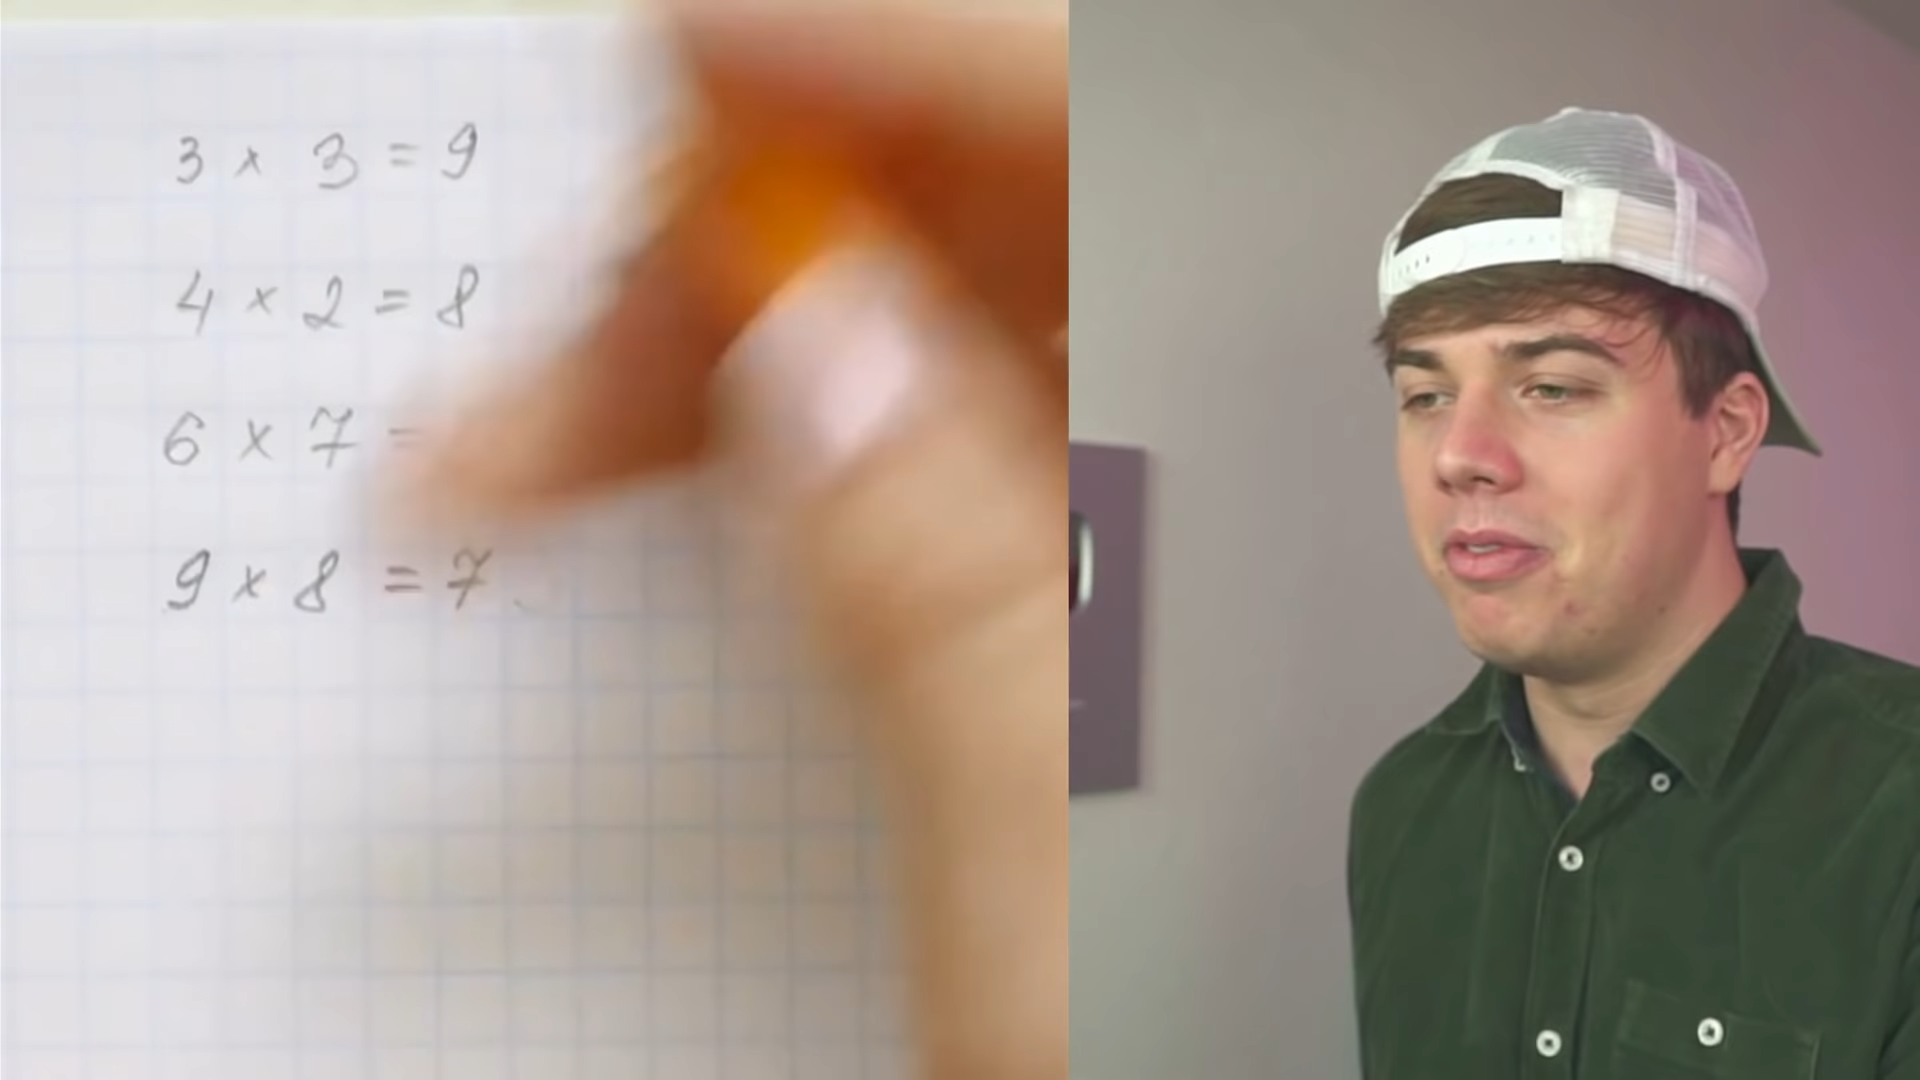 3 × 3 = 9
4 × 2 = 8
6 × 7 =
9 × 8 = 7